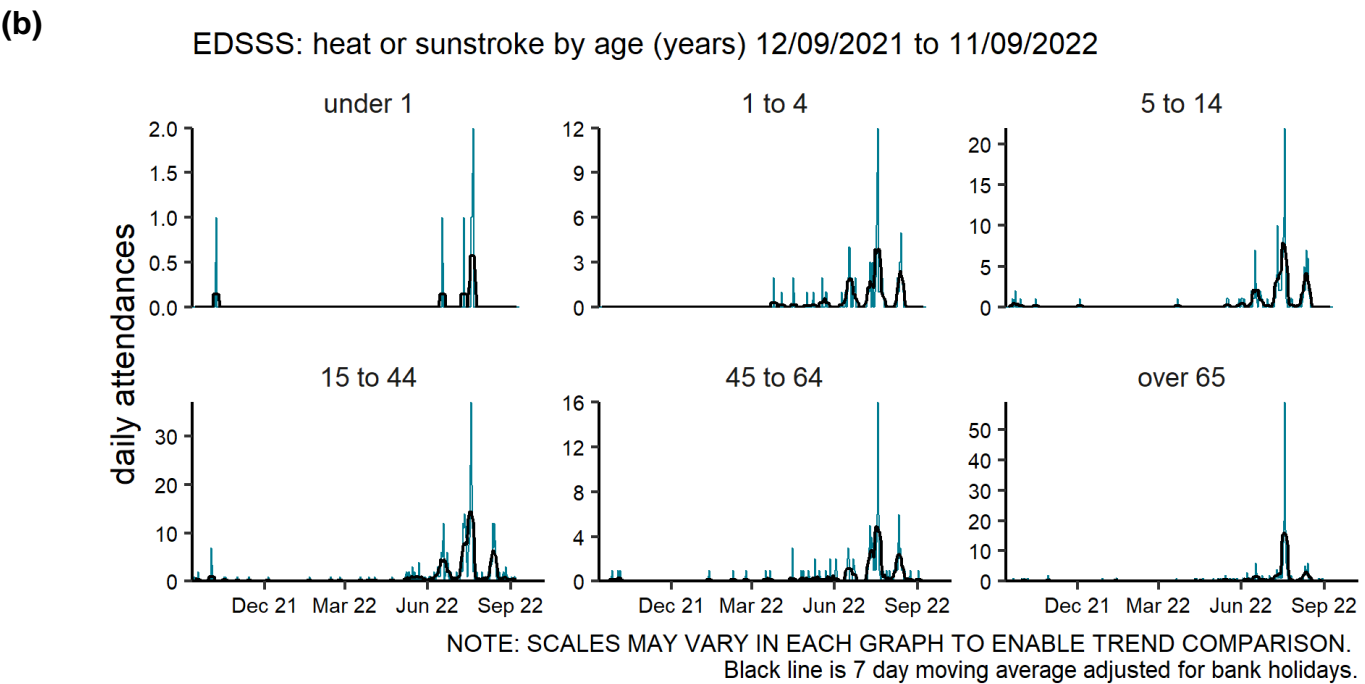 (b)
EDSSS: heat or sunstroke by age (years) 12/09/2021 to 11/09/2022
daily attendances
under 1
2.0
1.5
1.0
0.5
0.0
1 to 4
12
9
6
3
0
5 to 14
20
15
10
5
0
15 to 44
30
20
10
0
Dec 21 Mar 22 Jun 22 Sep 22
45 to 64
16
12
8
4
0
Dec 21 Mar 22 Jun 22 Sep 22
over 65
50
40
30
20
10
0
Dec 21 Mar 22 Jun 22 Sep 22
NOTE: SCALES MAY VARY IN EACH GRAPH TO ENABLE TREND COMPARISON.
Black line is 7 day moving average adjusted for bank holidays.